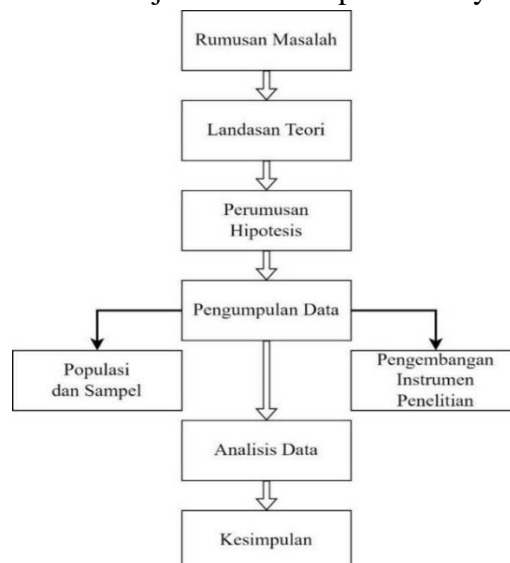 Rumusan Masalah
Landasan Teori
Perumusan
Hipotesis
Pengumpulan Data
Populasi
dan Sampel
Pengembangan
Instrumen
Penelitian
Analisis Data
Kesimpulan